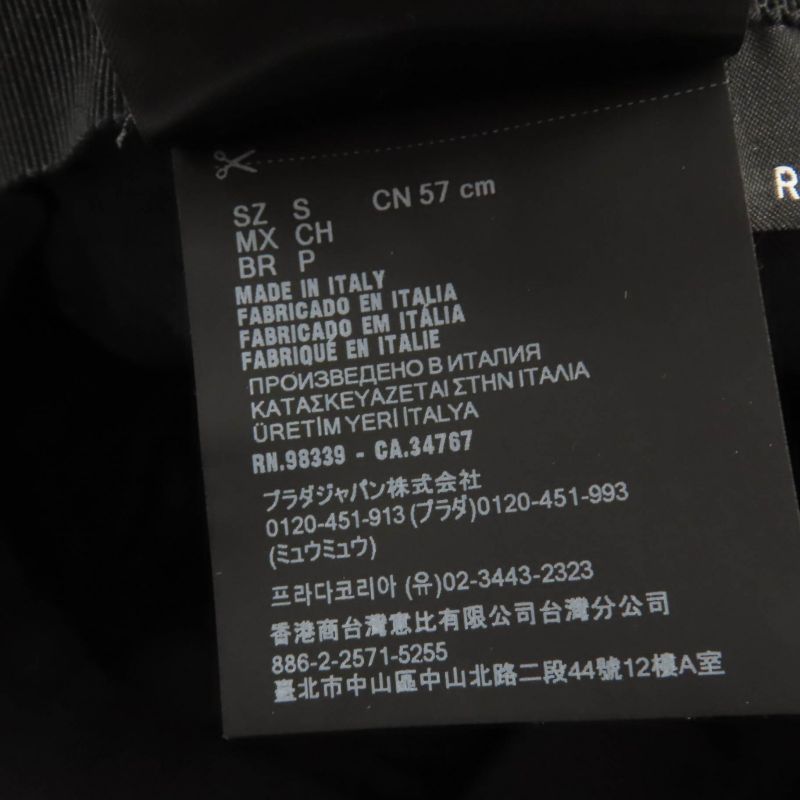 SZ S CN 57 cm
MX CH
BR P
MADE IN ITALY
FABRICADO EN ITALIA
FABRICADO EM ITÁLIA
FABRIQUÉ EN ITALIE
ПРОИЗВЕДЕНО В ИТАЛИЯ
ΚΑΤΑΣΚΕΥΑΖΕΤΑΙ ΣΤΗΝ ΙΤΑΛΙΑ
ÜRETİM YERİ İTALYA
RN.98339 - CA.34767
プラダジャパン株式会社
0120-451-913 (プラダ)0120-451-993
(ミュウミュウ)
프라다코리아 (유)02-3443-2323
香港商台灣惠比有限公司台灣分公司
886-2-2571-5255
臺北市中山區中山北路二段44號12樓A室
R